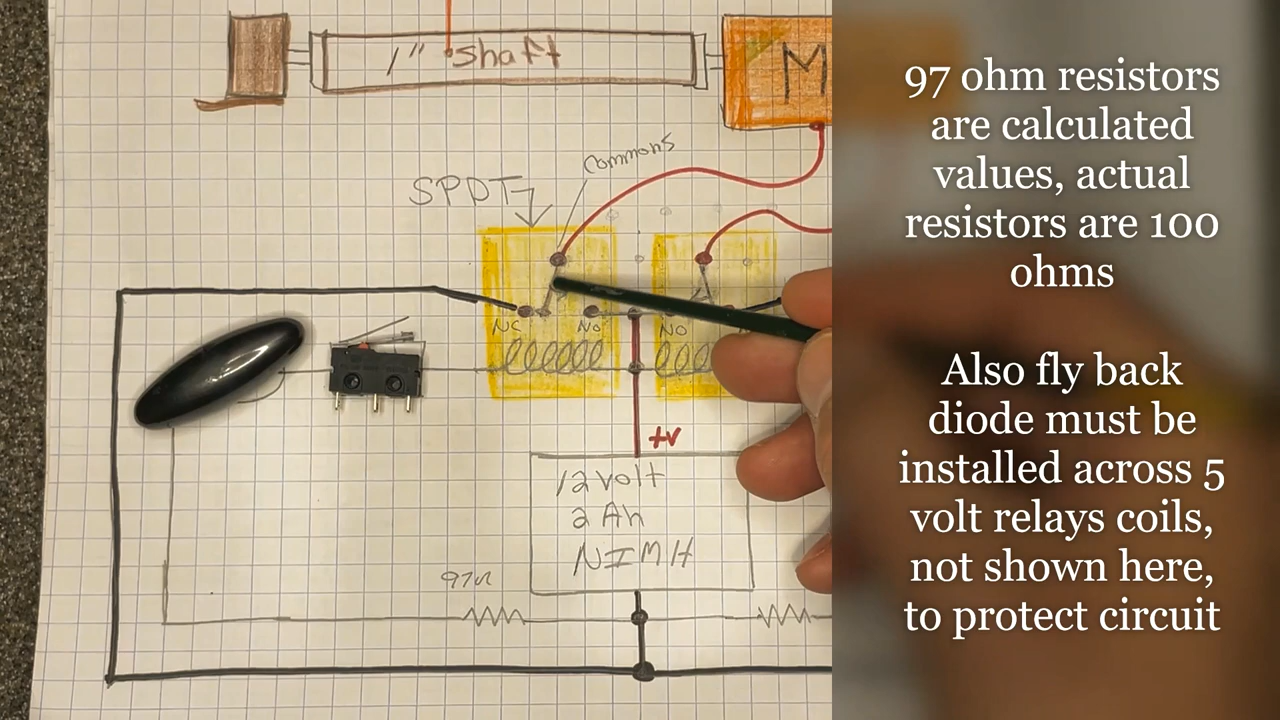 1" shaft
M
commons
SPDT
NC
NO
NO
+V
12 volt
2 Ah
NIMH
97Ω
97 ohm resistors
are calculated
values, actual
resistors are 100
ohms
Also fly back
diode must be
installed across 5
volt relays coils,
not shown here,
to protect circuit